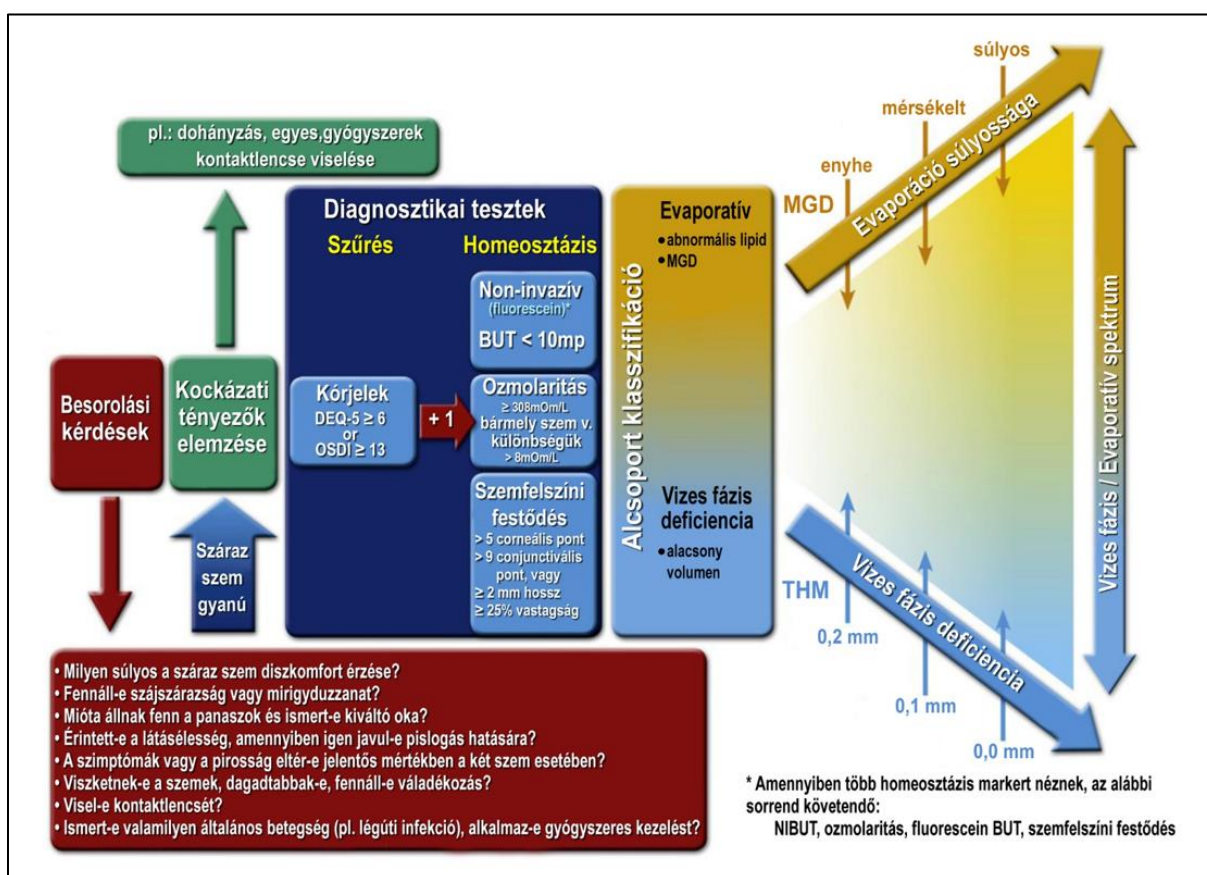 pl.: dohányzás, egyes,gyógyszerek
kontaktlencse viselése
Besorolási
kérdések
Kockázati
tényezők
elemzése
Száraz
szem
gyanú
Diagnosztikai tesztek
Szűrés
Homeosztázis
Kórjelek
DEQ-5 ≥ 6
or
OSDI ≥ 13
+ 1
Non-invazív
(fluorescein)*
BUT < 10mp
Ozmolaritás
≥ 308mOm/L
bármely szem v.
különbségük
> 8mOm/L
Szemfelszíni
festődés
> 5 corneális pont
> 9 conjunctivális
pont, vagy
≥ 2 mm hossz
≥ 25% vastagság
Alcsoport klasszifikáció
Evaporatív
• abnormális lipid
• MGD
Vizes fázis
deficiencia
• alacsony
volumen
súlyos
mérsékelt
enyhe
MGD
Evaporáció súlyossága
Vizes fázis / Evaporatív spektrum
THM
Vizes fázis deficiencia
0,2 mm
0,1 mm
0,0 mm
• Milyen súlyos a száraz szem diszkomfort érzése?
• Fennáll-e szájszárazság vagy mirigyduzzanat?
• Mióta állnak fenn a panaszok és ismert-e kiváltó oka?
• Érintett-e a látásélesség, amennyiben igen javul-e pislogás hatására?
• A szimptómák vagy a pirosság eltér-e jelentős mértékben a két szem esetében?
• Viszketnek-e a szemek, dagadtabbak-e, fennáll-e váladékozás?
• Visel-e kontaktlencsét?
• Ismert-e valamilyen általános betegség (pl. légúti infekció), alkalmaz-e gyógyszeres kezelést?
* Amennyiben több homeosztázis markert néznek, az alábbi
sorrend követendő:
NIBUT, ozmolaritás, fluorescein BUT, szemfelszíni festődés